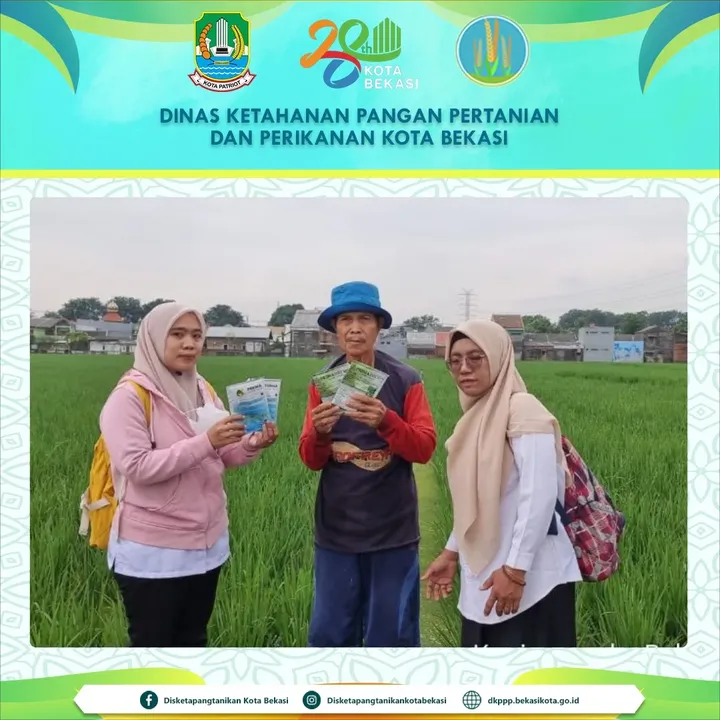 KOTA PATRIOT
28th
KOTA
BEKASI
DINAS KETAHANAN PANGAN PERTANIAN
DAN PERIKANAN KOTA BEKASI
Disketapangtanikan Kota Bekasi
Disketapangtanikankotabekasi
dkppp.bekasikota.go.id